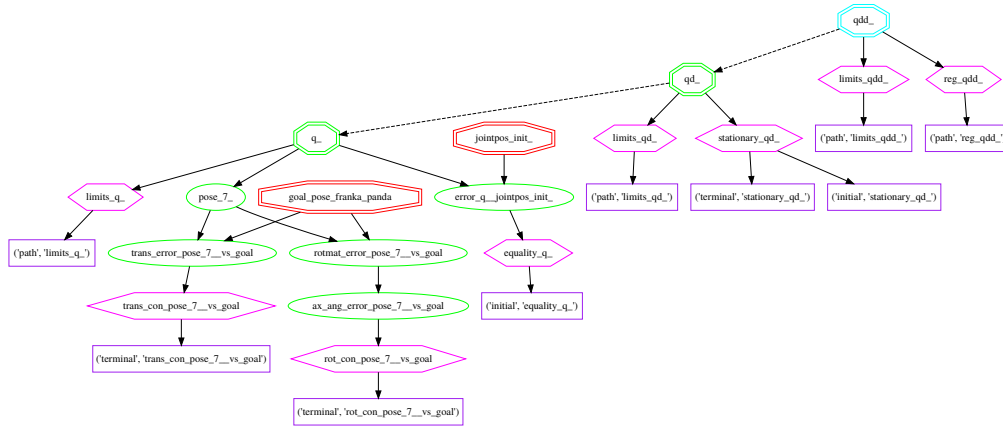 qdd_
qd_
limits_qdd_
reg_qdd_
q_
jointpos_init_
limits_qd_
stationary_qd_
('path', 'limits_qdd_')
('path', 'reg_qdd_'
limits_q_
pose_7_
goal_pose_franka_panda
error_q__jointpos_init_
('path', 'limits_qd_')
('terminal', 'stationary_qd_')
('initial', 'stationary_qd_')
('path', 'limits_q_')
trans_error_pose_7__vs_goal
rotmat_error_pose_7__vs_goal
equality_q_
trans_con_pose_7__vs_goal
ax_ang_error_pose_7__vs_goal
('initial', 'equality_q_')
('terminal', 'trans_con_pose_7__vs_goal')
rot_con_pose_7__vs_goal
('terminal', 'rot_con_pose_7__vs_goal')